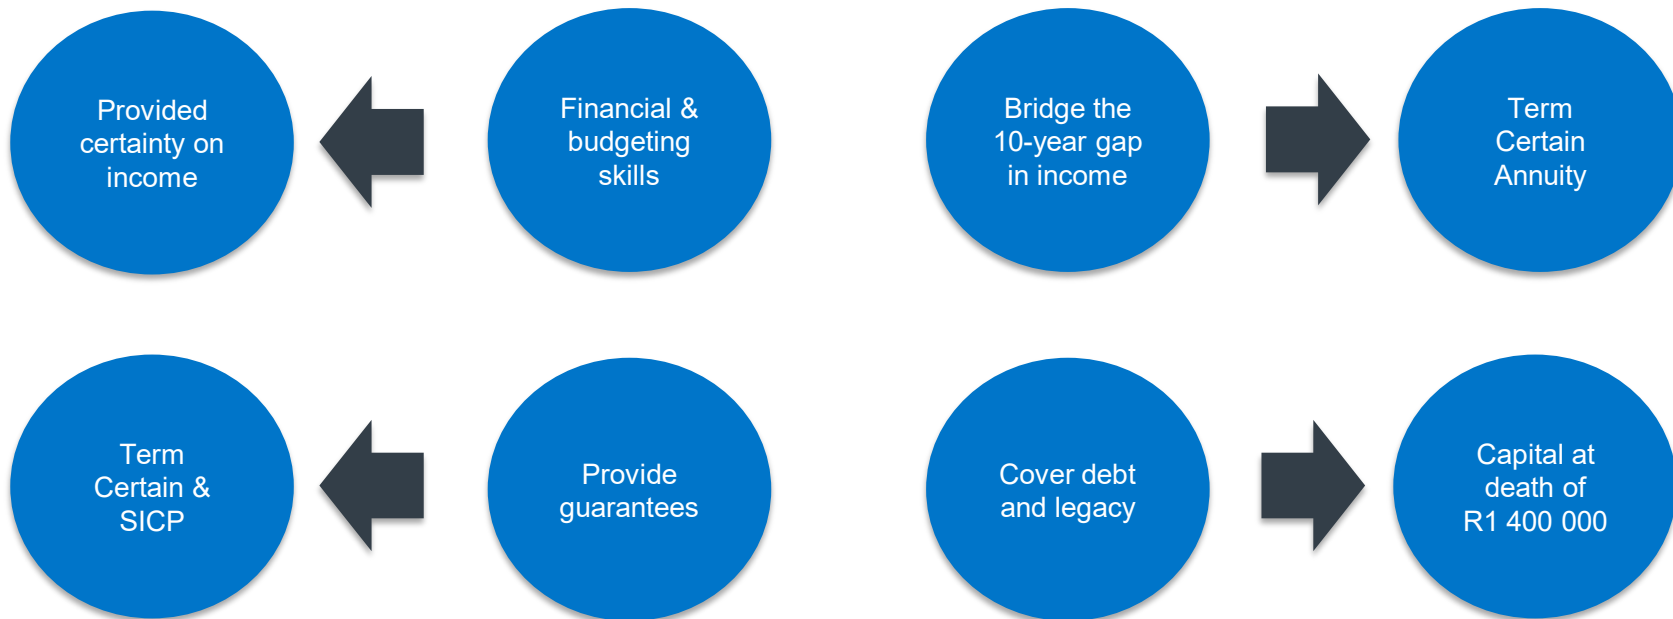 Provided
certainty on
income
Financial &
budgeting
skills
Bridge the
10-year gap
in income
Term
Certain
Annuity
Term
Certain &
SICP
Provide
guarantees
Cover debt
and legacy
Capital at
death of
R1 400 000